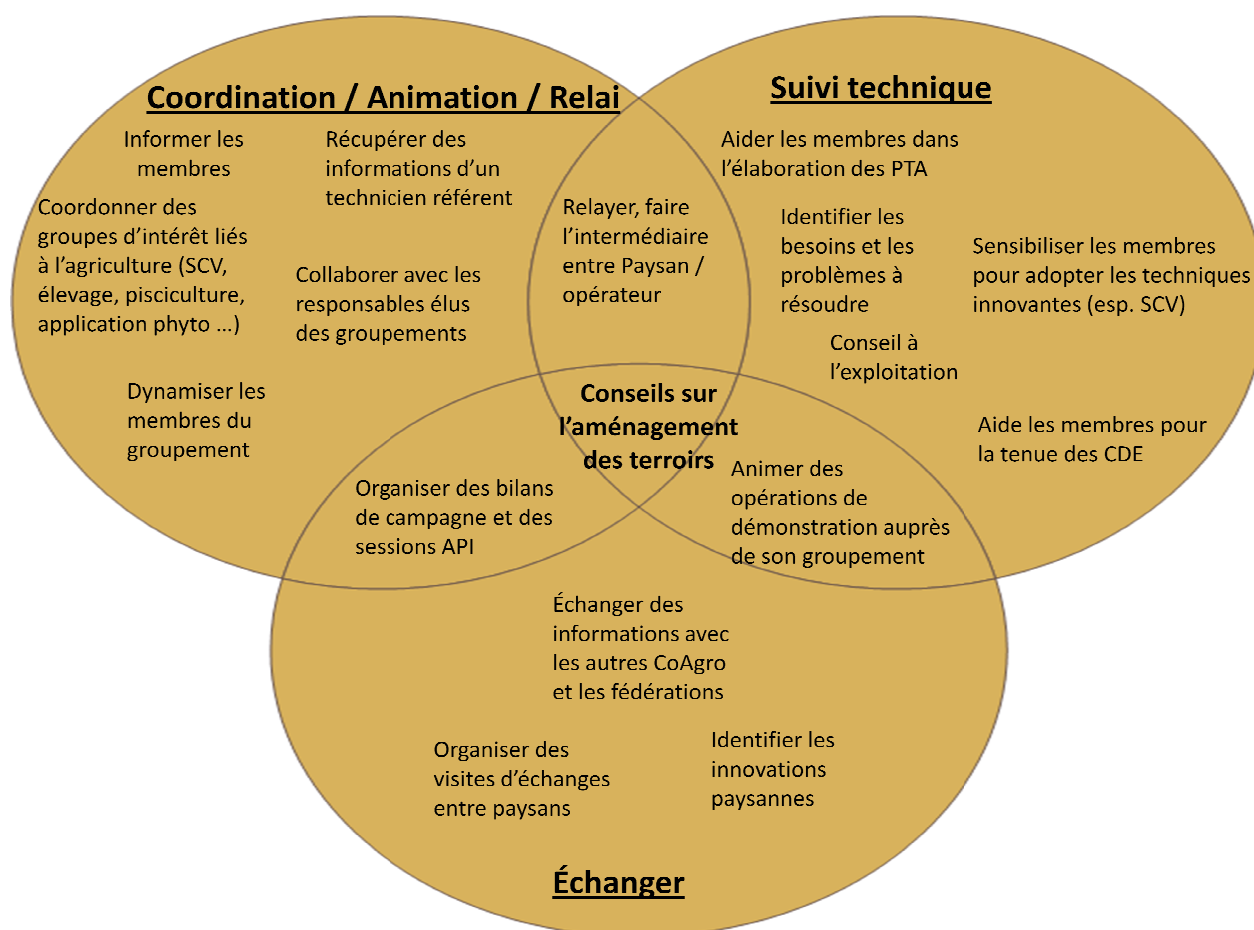 Coordination / Animation / Relai
Informer les
membres
Récupérer des
informations d’un
technicien référent
Coordonner des
groupes d’intérêt liés
à l’agriculture (SCV,
élevage, pisciculture,
application phyto ...)
Collaborer avec les
responsables élus
des groupements
Dynamiser les
membres du
groupement
Relayer, faire
l’intermédiaire
entre Paysan /
opérateur
Suivi technique
Aider les membres dans
l’élaboration des PTA
Identifier les
besoins et les
problèmes à
résoudre
Sensibiliser les membres
pour adopter les techniques
innovantes (esp. SCV)
Conseil à
l’exploitation
Aide les membres pour
la tenue des CDE
Conseils sur
l’aménagement
des terroirs
Organiser des bilans
de campagne et des
sessions API
Animer des
opérations de
démonstration auprès
de son groupement
Échanger des
informations avec
les autres CoAgro
et les fédérations
Organiser des
visites d’échanges
entre paysans
Identifier les
innovations
paysannes
Échanger